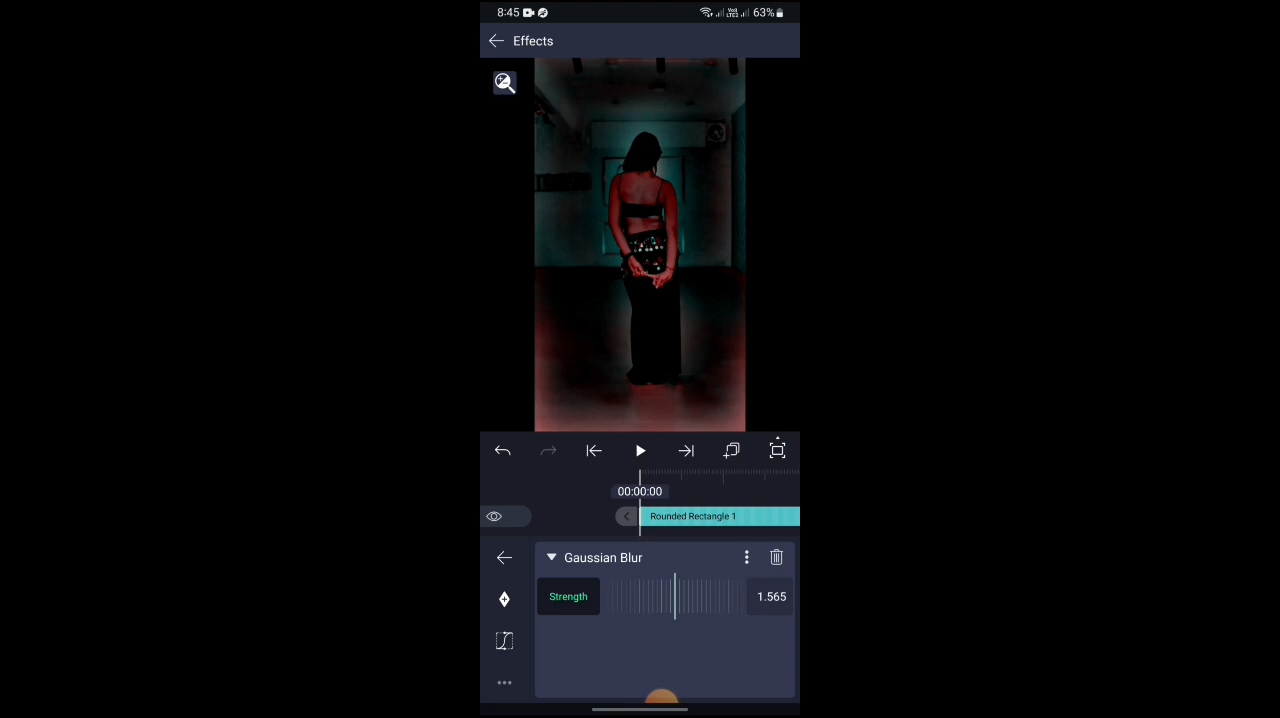 8:45
63%
Effects
00:00:00
Rounded Rectangle 1
Gaussian Blur
Strength
1.565